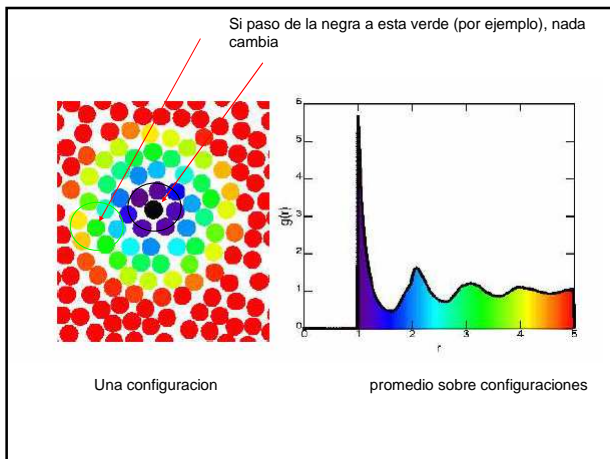 Si paso de la negra a esta verde (por ejemplo), nada
cambia
6
5
4
3
2
1
0
g(r)
0 1 2 3 4 5
r
Una configuracion
promedio sobre configuraciones